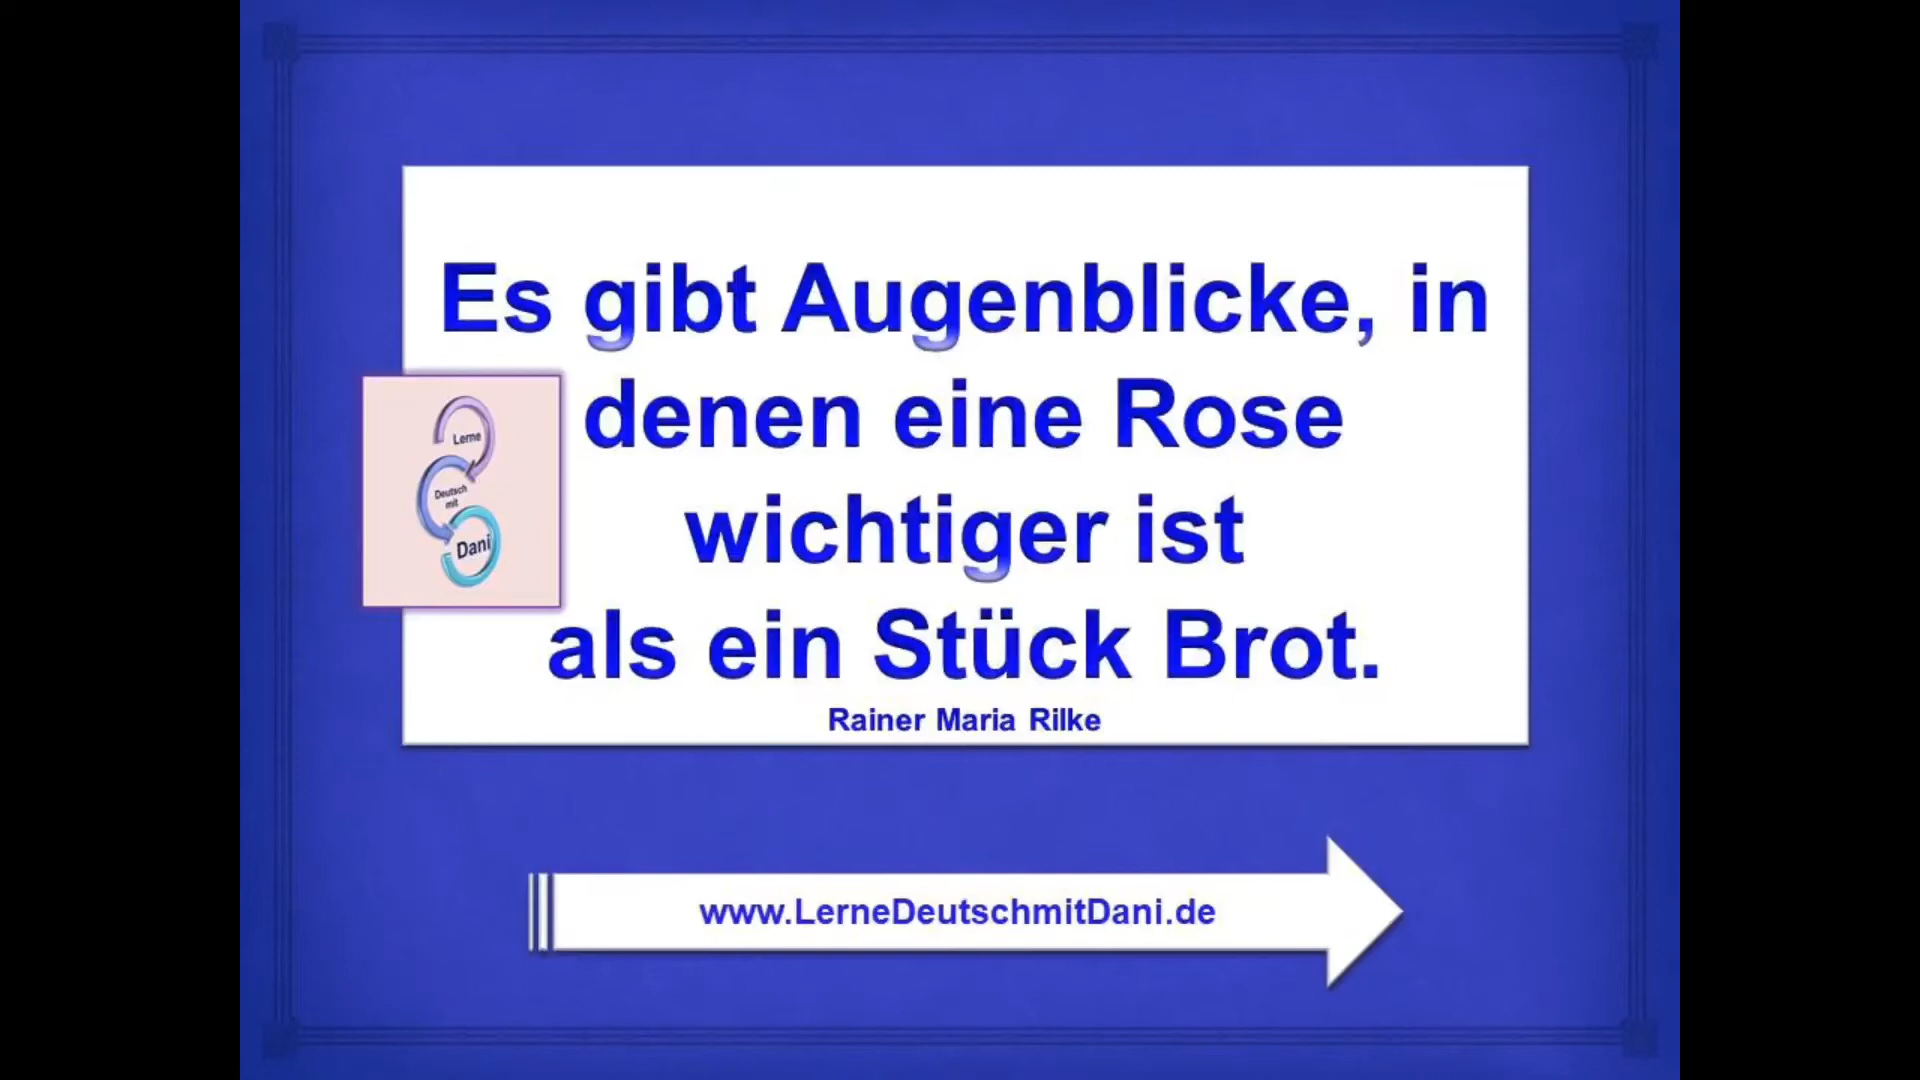 Es gibt Augenblicke, in
denen eine Rose
wichtiger ist
als ein Stück Brot.
Rainer Maria Rilke
Lerne
Deutsch
mit
Dani
www.LerneDeutschmitDani.de